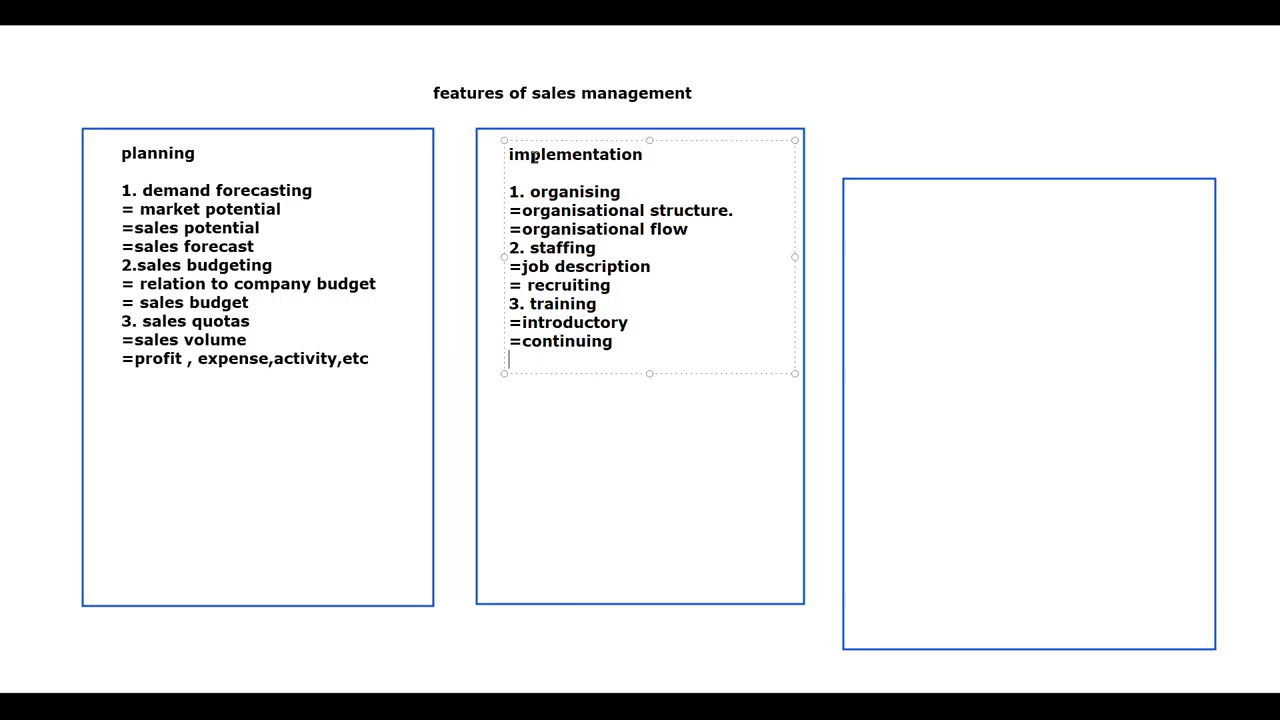 features of sales management
planning
1. demand forecasting
= market potential
=sales potential
=sales forecast
2.sales budgeting
= relation to company budget
= sales budget
3. sales quotas
=sales volume
=profit , expense,activity,etc
implementation
1. organising
=organisational structure.
=organisational flow
2. staffing
=job description
= recruiting
3. training
=introductory
=continuing